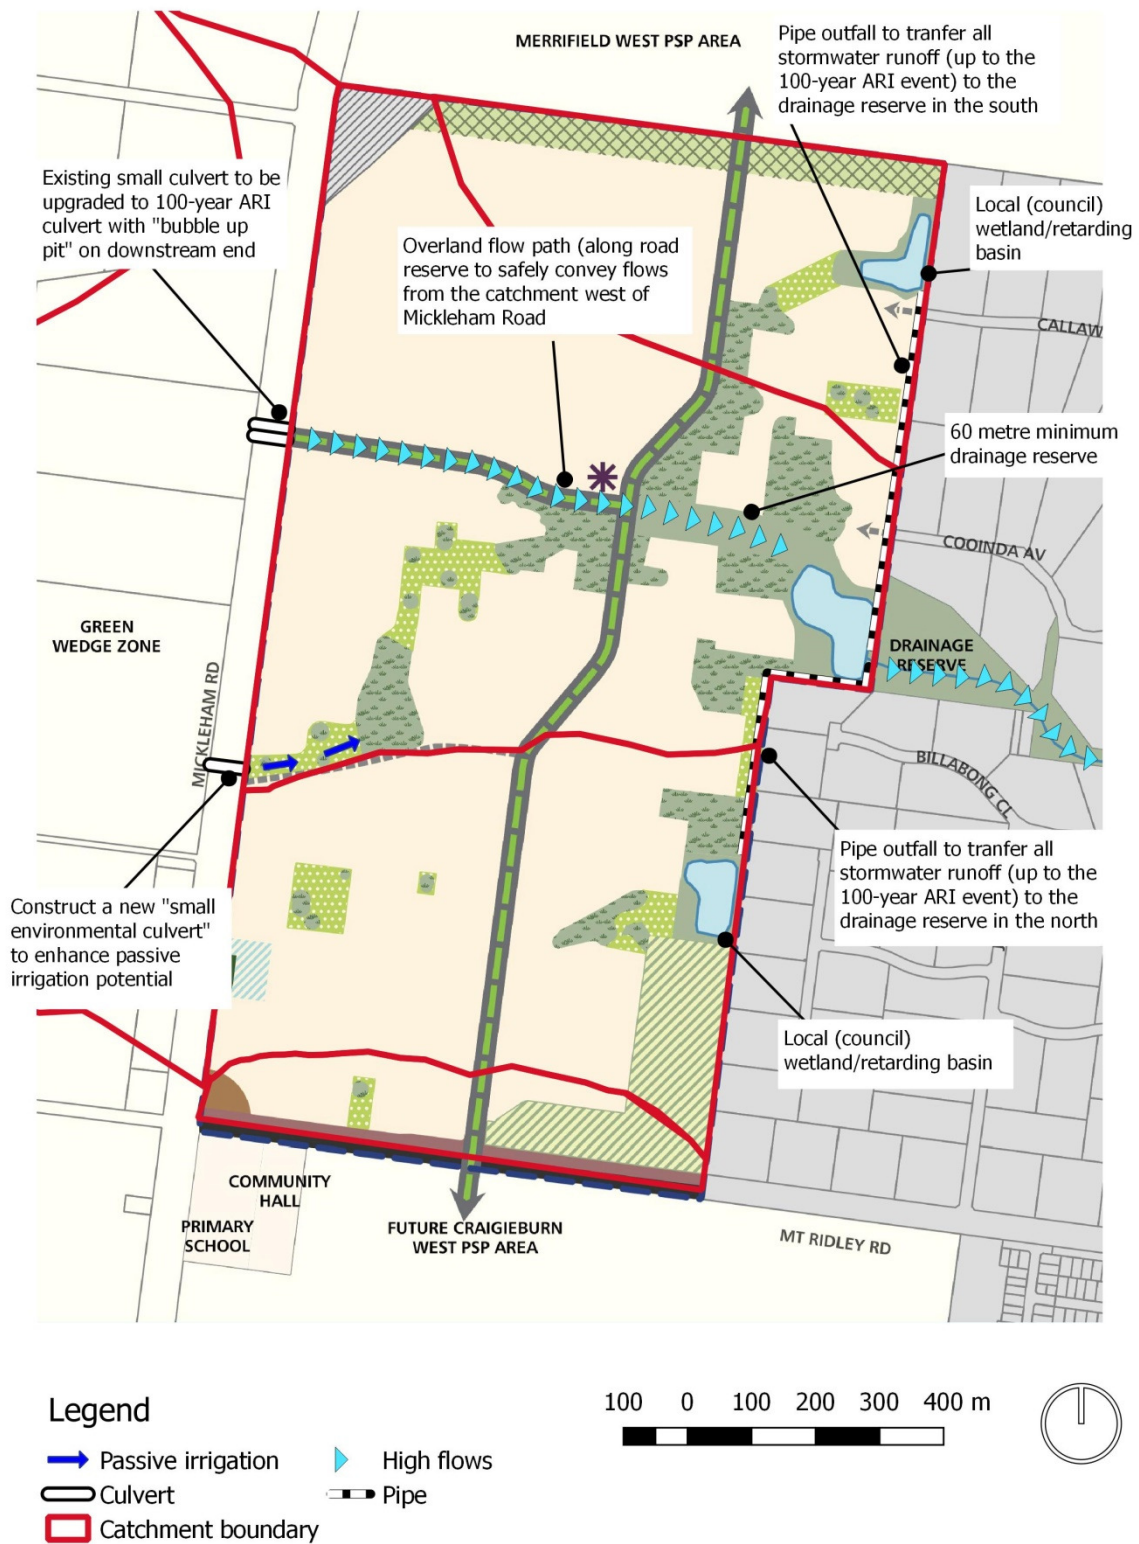 MERRIFIELD WEST PSP AREA
Pipe outfall to tranfer all
stormwater runoff (up to the
100-year ARI event) to the
drainage reserve in the south
Existing small culvert to be
upgraded to 100-year ARI
culvert with "bubble up
pit" on downstream end
Local (council)
wetland/retarding
basin
Overland flow path (along road
reserve to safely convey flows
from the catchment west of
Mickleham Road
CALLAW
60 metre minimum
drainage reserve
COOINDA AV
GREEN
WEDGE ZONE
DRAINAGE
RESERVE
MICKLEHAM RD
BILLABONG CL
Pipe outfall to tranfer all
stormwater runoff (up to the
100-year ARI event) to the
drainage reserve in the north
Construct a new "small
environmental culvert"
to enhance passive
irrigation potential
Local (council)
wetland/retarding basin
COMMUNITY
HALL
PRIMARY
SCHOOL
FUTURE CRAIGIEBURN
WEST PSP AREA
MT RIDLEY RD
Legend
100 0 100 200 300 400 m
Passive irrigation
High flows
Culvert
Pipe
Catchment boundary